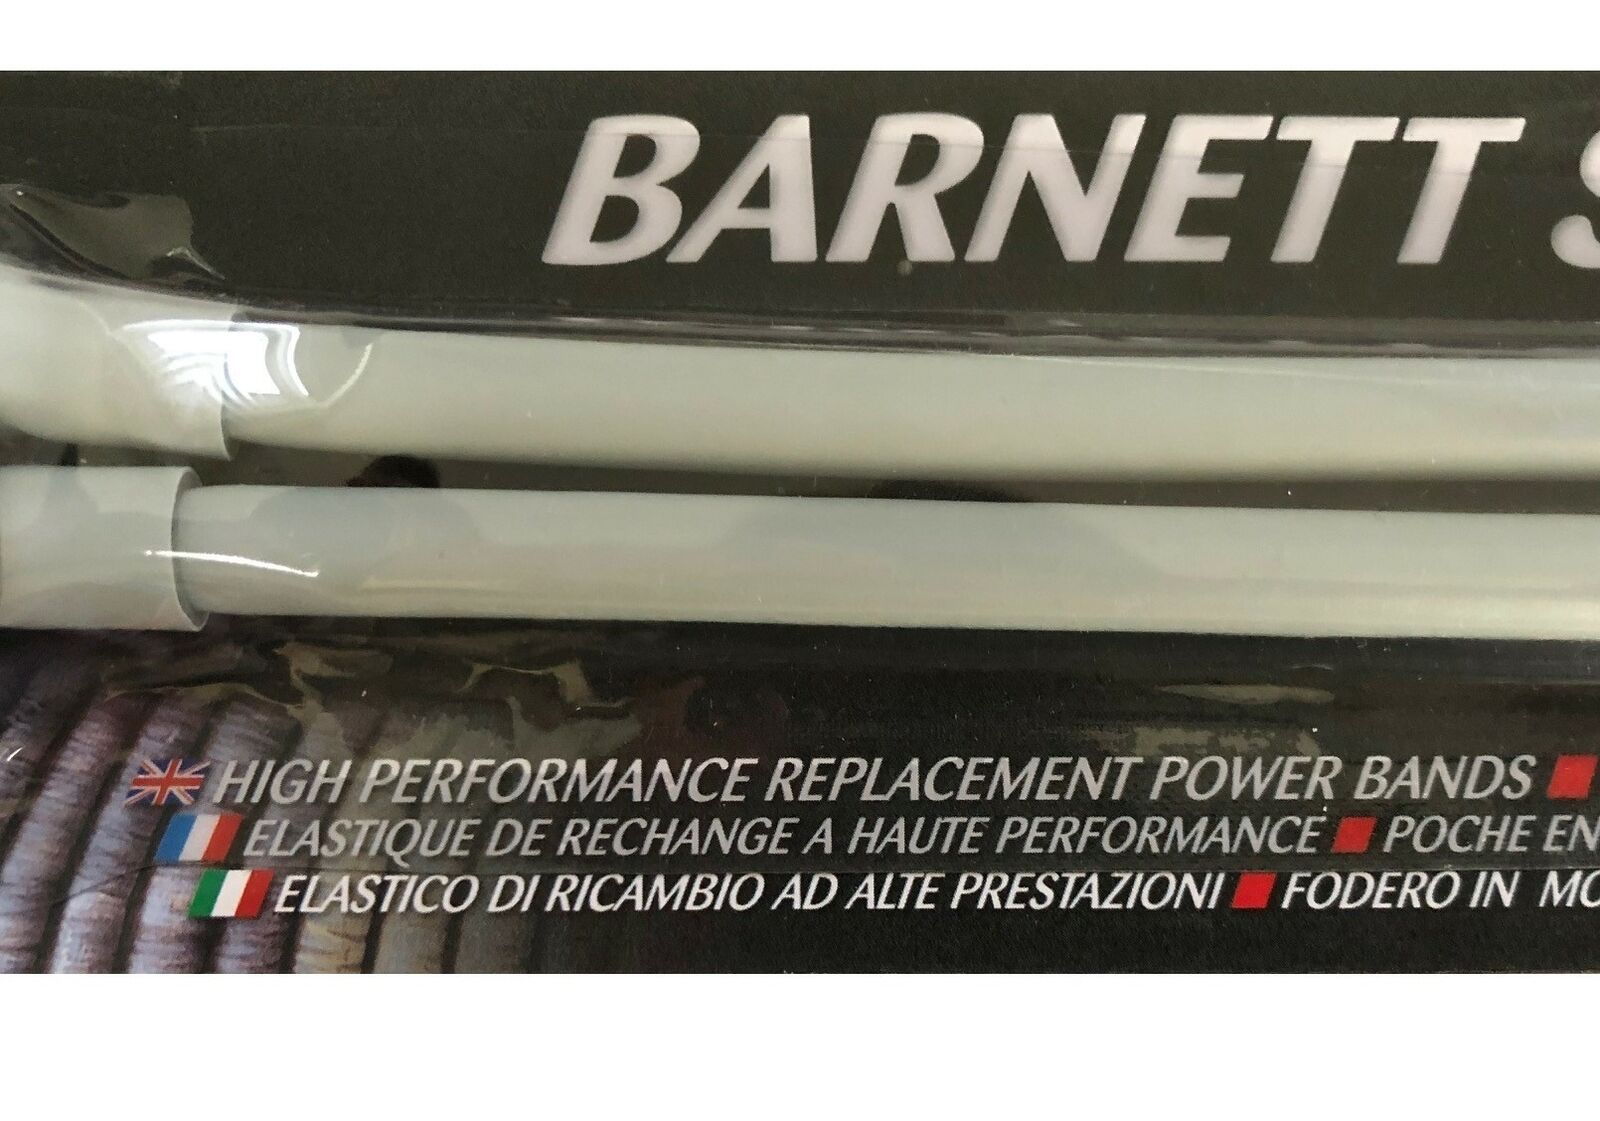 BARNETT S
HIGH PERFORMANCE REPLACEMENT POWER BANDS
ELASTIQUE DE RECHANGE A HAUTE PERFORMANCE POCHE EN
ELASTICO DI RICAMBIO AD ALTE PRESTAZIONI FODERO IN MO